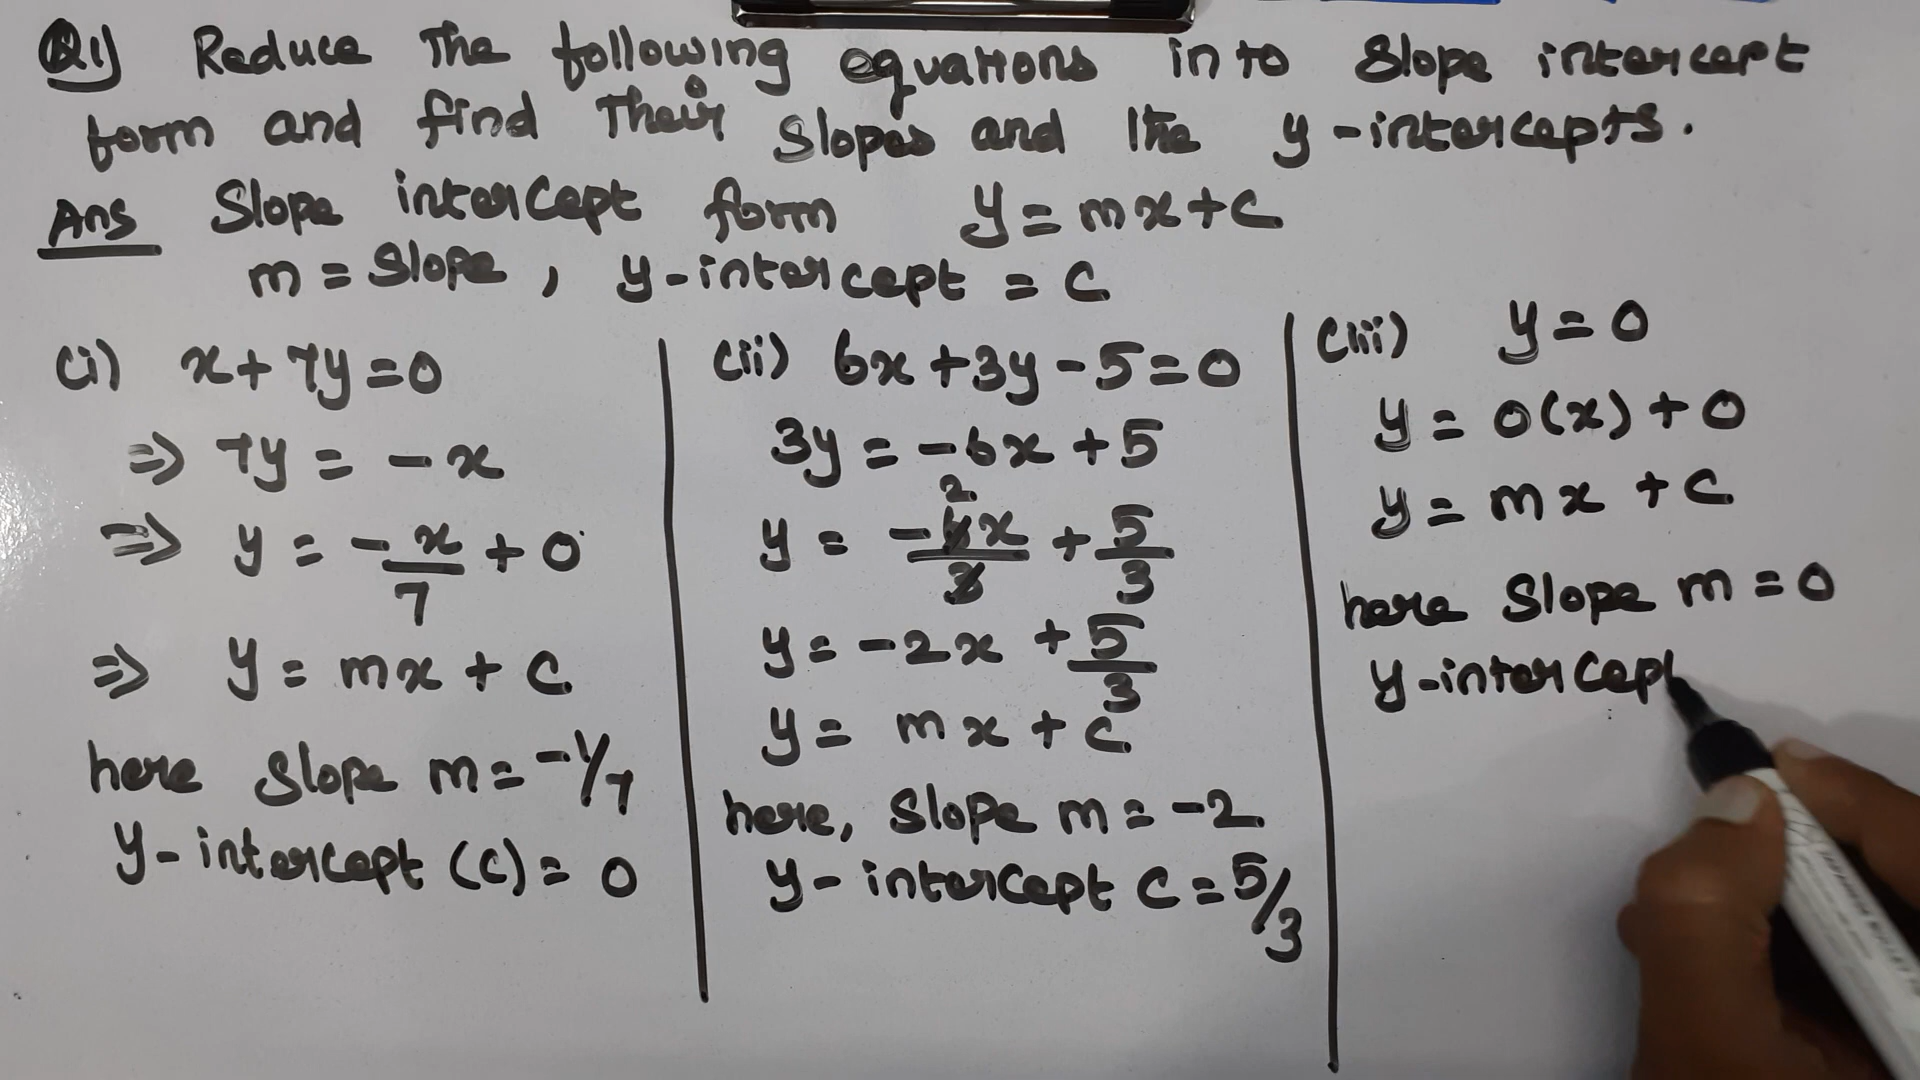 Q1) Reduce The following equations in to Slope intercept
form and find Their Slopes and the y-intercepts.
Ans Slope intercept form y = mx + c
m = Slope, y-intercept = c
(i) x + 7y = 0
⇒ 7y = -x
⇒ y = -x/7 + 0
⇒ y = mx + c
here Slope m = -1/7
y-intercept (c) = 0
(ii) 6x + 3y - 5 = 0
3y = -6x + 5
2
y = -6x/3 + 5/3
y = -2x + 5/3
y = mx + c
here, Slope m = -2
y-intercept c = 5/3
(iii) y = 0
y = 0(x) + 0
y = mx + c
here Slope m = 0
y-intercept